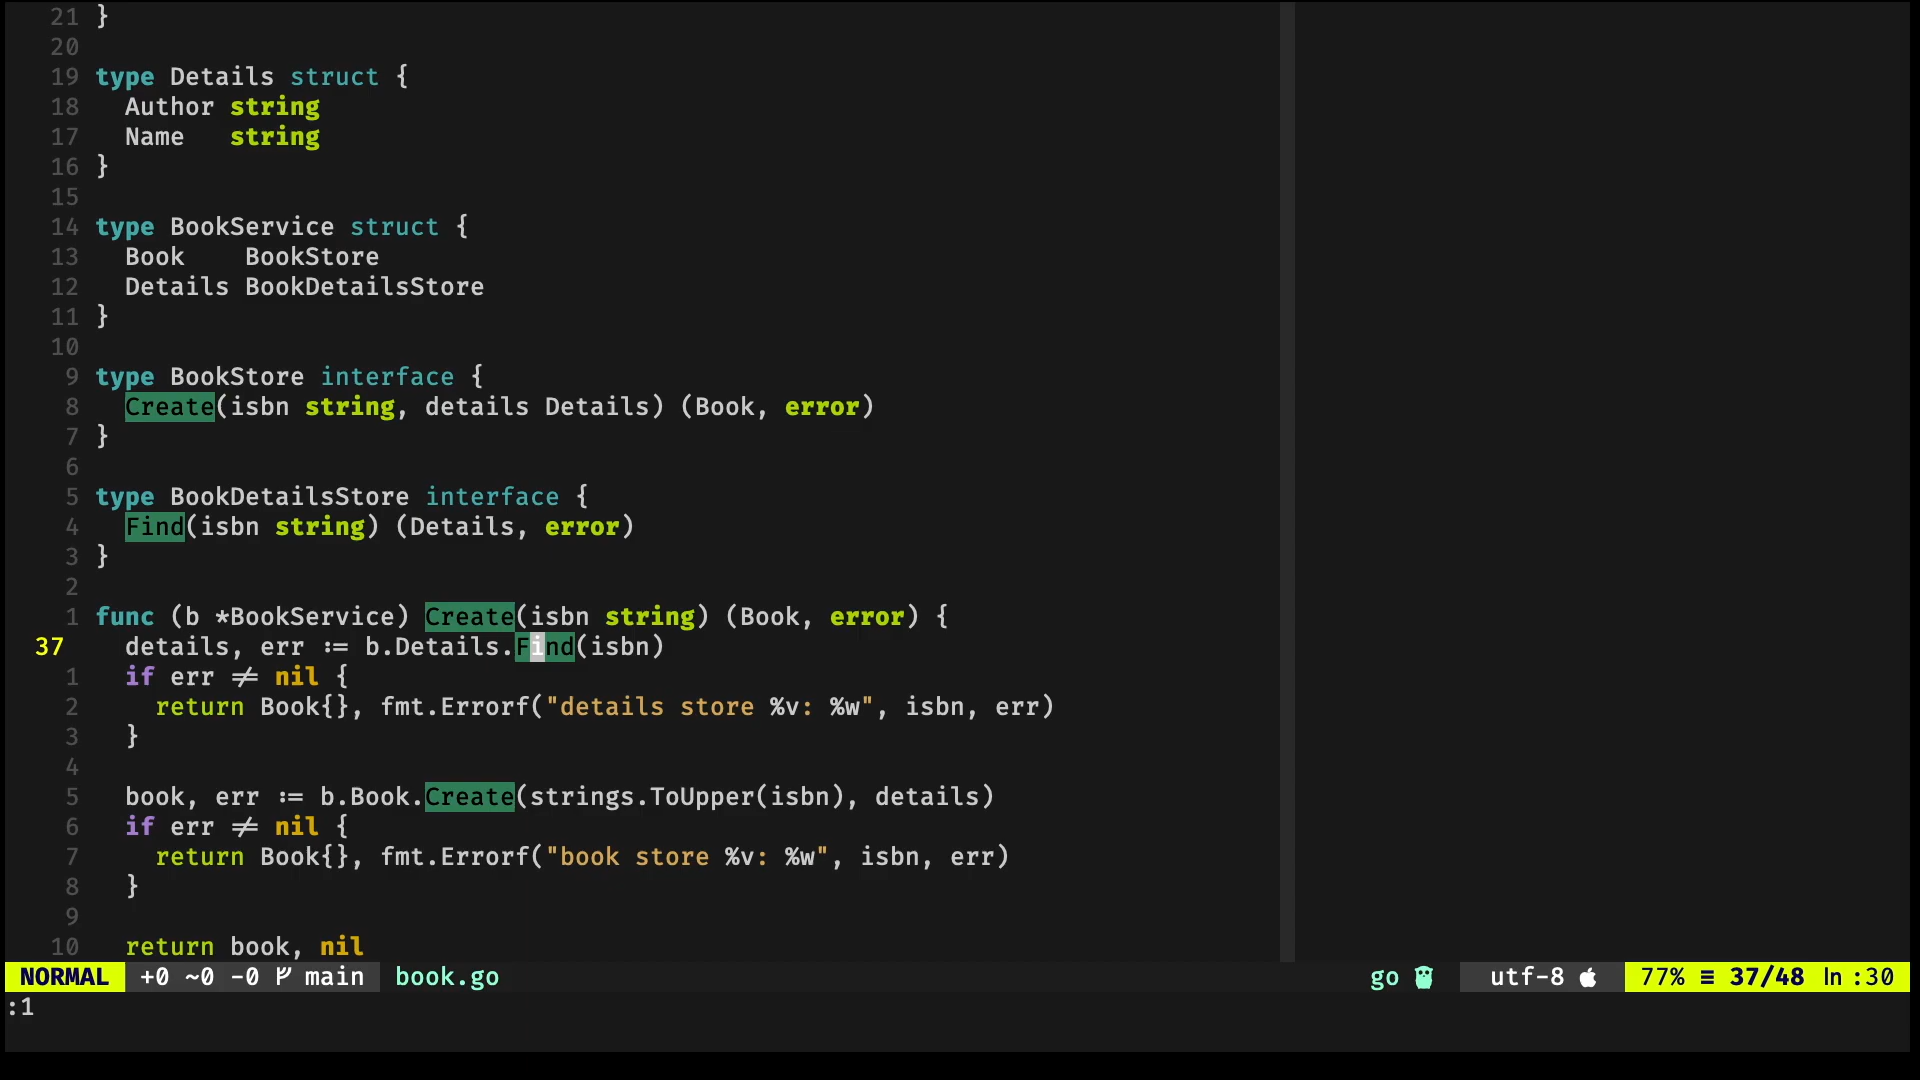 21 }
20
19 type Details struct {
18   Author string
17   Name   string
16 }
15
14 type BookService struct {
13   Book    BookStore
12   Details BookDetailsStore
11 }
10
9 type BookStore interface {
8   Create(isbn string, details Details) (Book, error)
7 }
6
5 type BookDetailsStore interface {
4   Find(isbn string) (Details, error)
3 }
2
1 func (b *BookService) Create(isbn string) (Book, error) {
37   details, err := b.Details.Find(isbn)
1   if err != nil {
2     return Book{}, fmt.Errorf("details store %v: %w", isbn, err)
3   }
4
5   book, err := b.Book.Create(strings.ToUpper(isbn), details)
6   if err != nil {
7     return Book{}, fmt.Errorf("book store %v: %w", isbn, err)
8   }
9
10   return book, nil
NORMAL +0 ~0 -0 main book.go go utf-8 77% ≡ 37/48 ln :30
:1